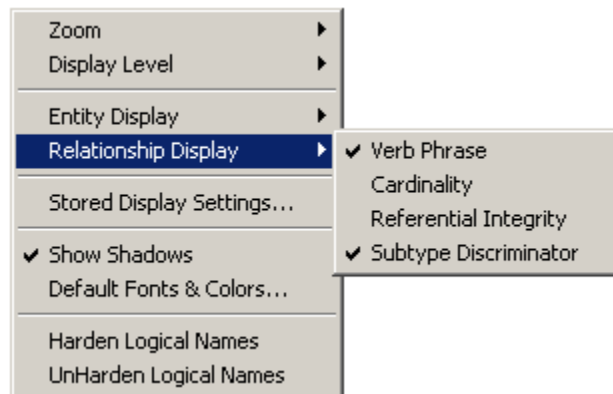 Zoom
Display Level
Entity Display
Relationship Display
Verb Phrase
Cardinality
Referential Integrity
Subtype Discriminator
Stored Display Settings...
Show Shadows
Default Fonts & Colors...
Harden Logical Names
UnHarden Logical Names